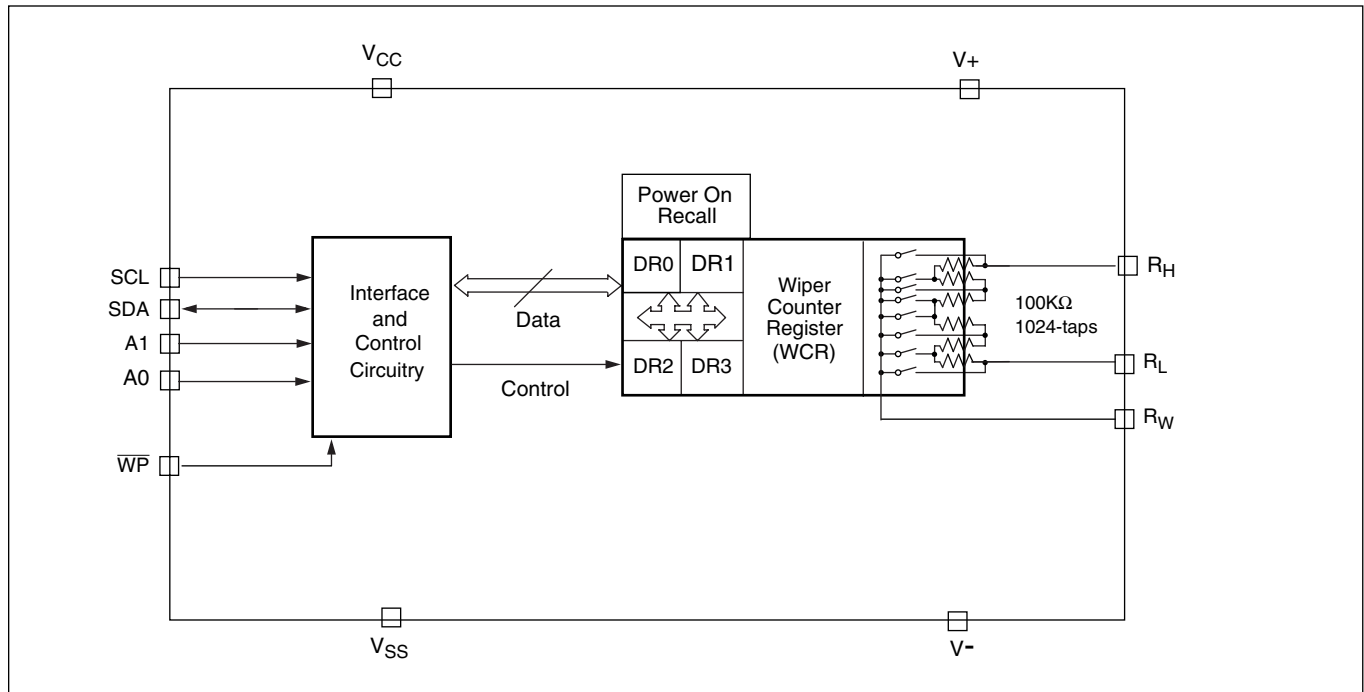 VCC
V+
Power On
Recall
SCL
SDA
A1
A0
WP
Interface
and
Control
Circuitry
Data
Control
DR0
DR1
DR2
DR3
Wiper
Counter
Register
(WCR)
100KΩ
1024-taps
RH
RL
RW
VSS
V-